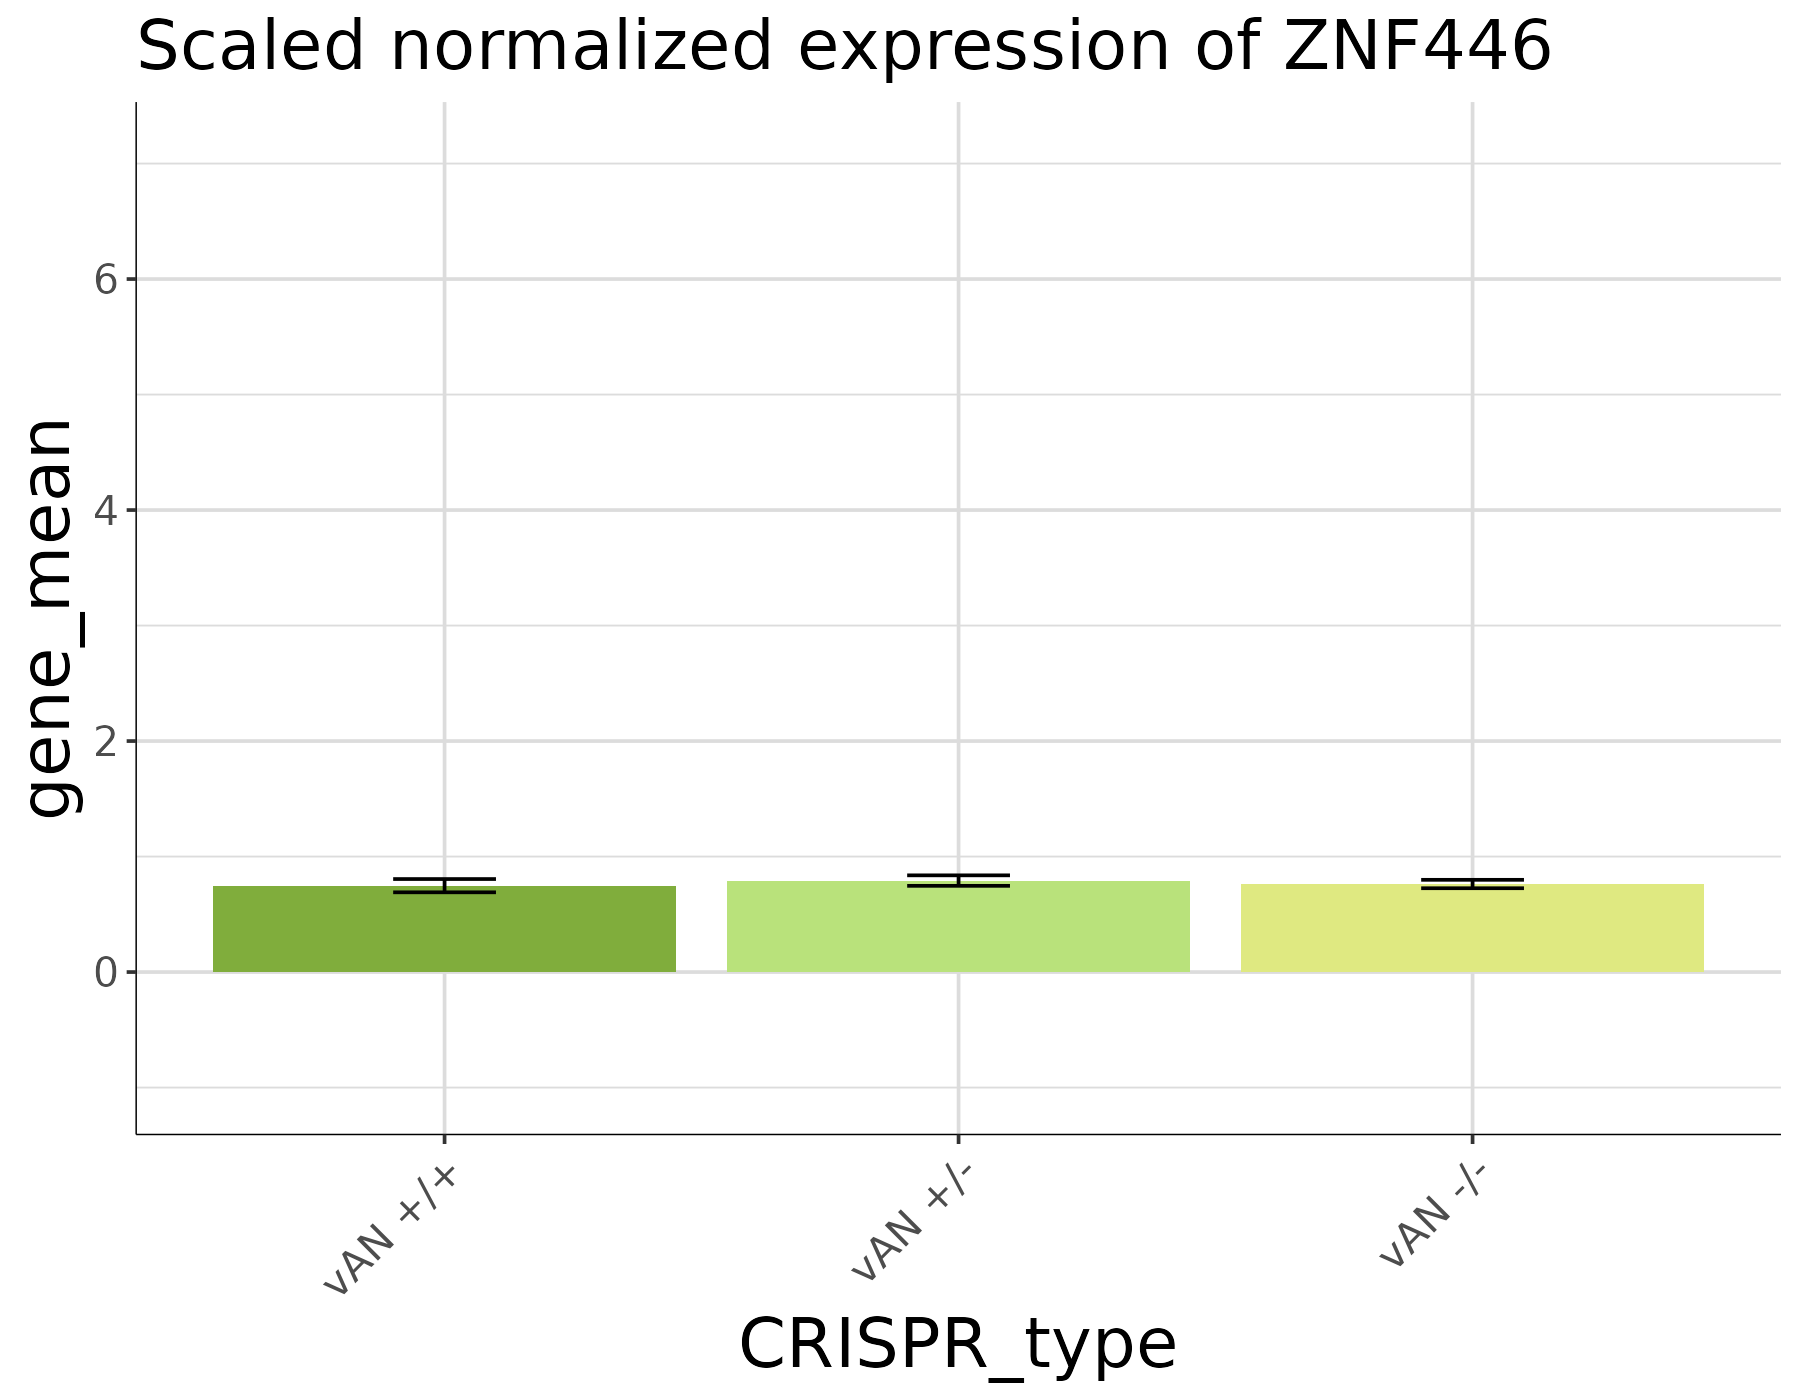 Scaled normalized expression of ZNF446
gene_mean
6
4
2
0
vAN +/+
vAN +/-
vAN -/-
CRISPR_type